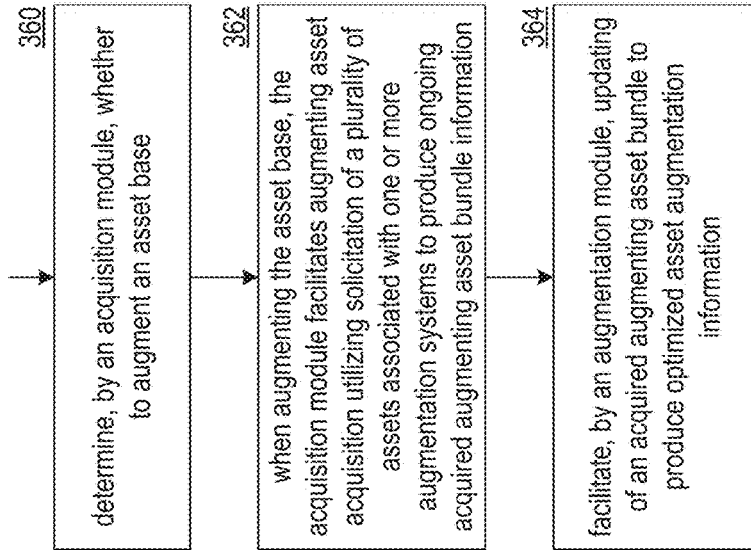 360
determine, by an acquisition module, whether
to augment an asset base
362
when augmenting the asset base, the
acquisition module facilitates augmenting asset
acquisition utilizing solicitation of a plurality of
assets associated with one or more
augmentation systems to produce ongoing
acquired augmenting asset bundle information
364
facilitate, by an augmentation module, updating
of an acquired augmenting asset bundle to
produce optimized asset augmentation
information